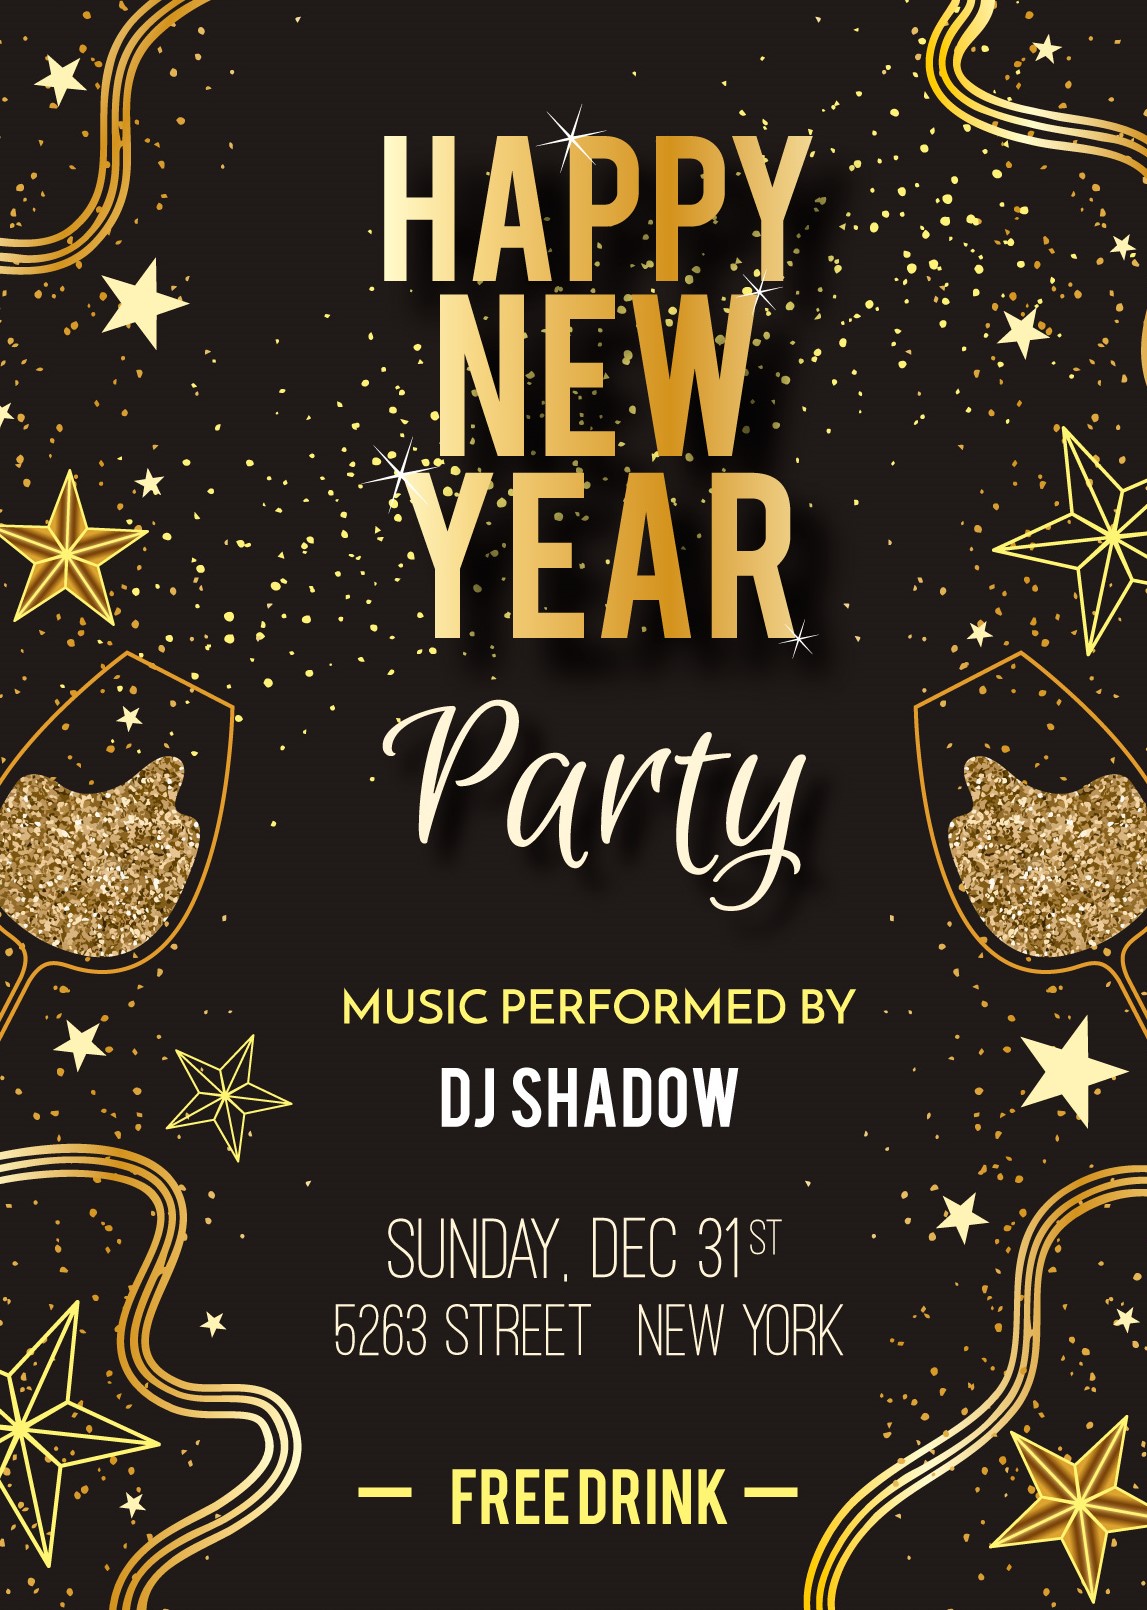 HAPPY
NEW
YEAR
Party
MUSIC PERFORMED BY
DJ SHADOW
SUNDAY, DEC 31ST
5263 STREET NEW YORK
FREE DRINK